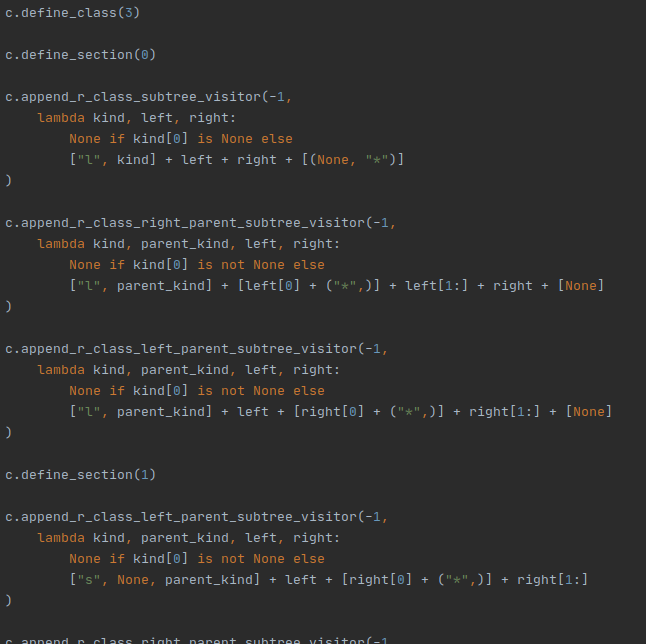 c.define_class(3)
c.define_section(0)
c.append_r_class_subtree_visitor(-1,
    lambda kind, left, right:
        None if kind[0] is None else
        ["l", kind] + left + right + [(None, "*")]
)
c.append_r_class_right_parent_subtree_visitor(-1,
    lambda kind, parent_kind, left, right:
        None if kind[0] is not None else
        ["l", parent_kind] + [left[0] + ("*",)] + left[1:] + right + [None]
)
c.append_r_class_left_parent_subtree_visitor(-1,
    lambda kind, parent_kind, left, right:
        None if kind[0] is not None else
        ["l", parent_kind] + left + [right[0] + ("*",)] + right[1:] + [None]
)
c.define_section(1)
c.append_r_class_left_parent_subtree_visitor(-1,
    lambda kind, parent_kind, left, right:
        None if kind[0] is not None else
        ["s", None, parent_kind] + left + [right[0] + ("*",)] + right[1:]
)
c.append_r_class_right_parent_subtree_visitor(-1,